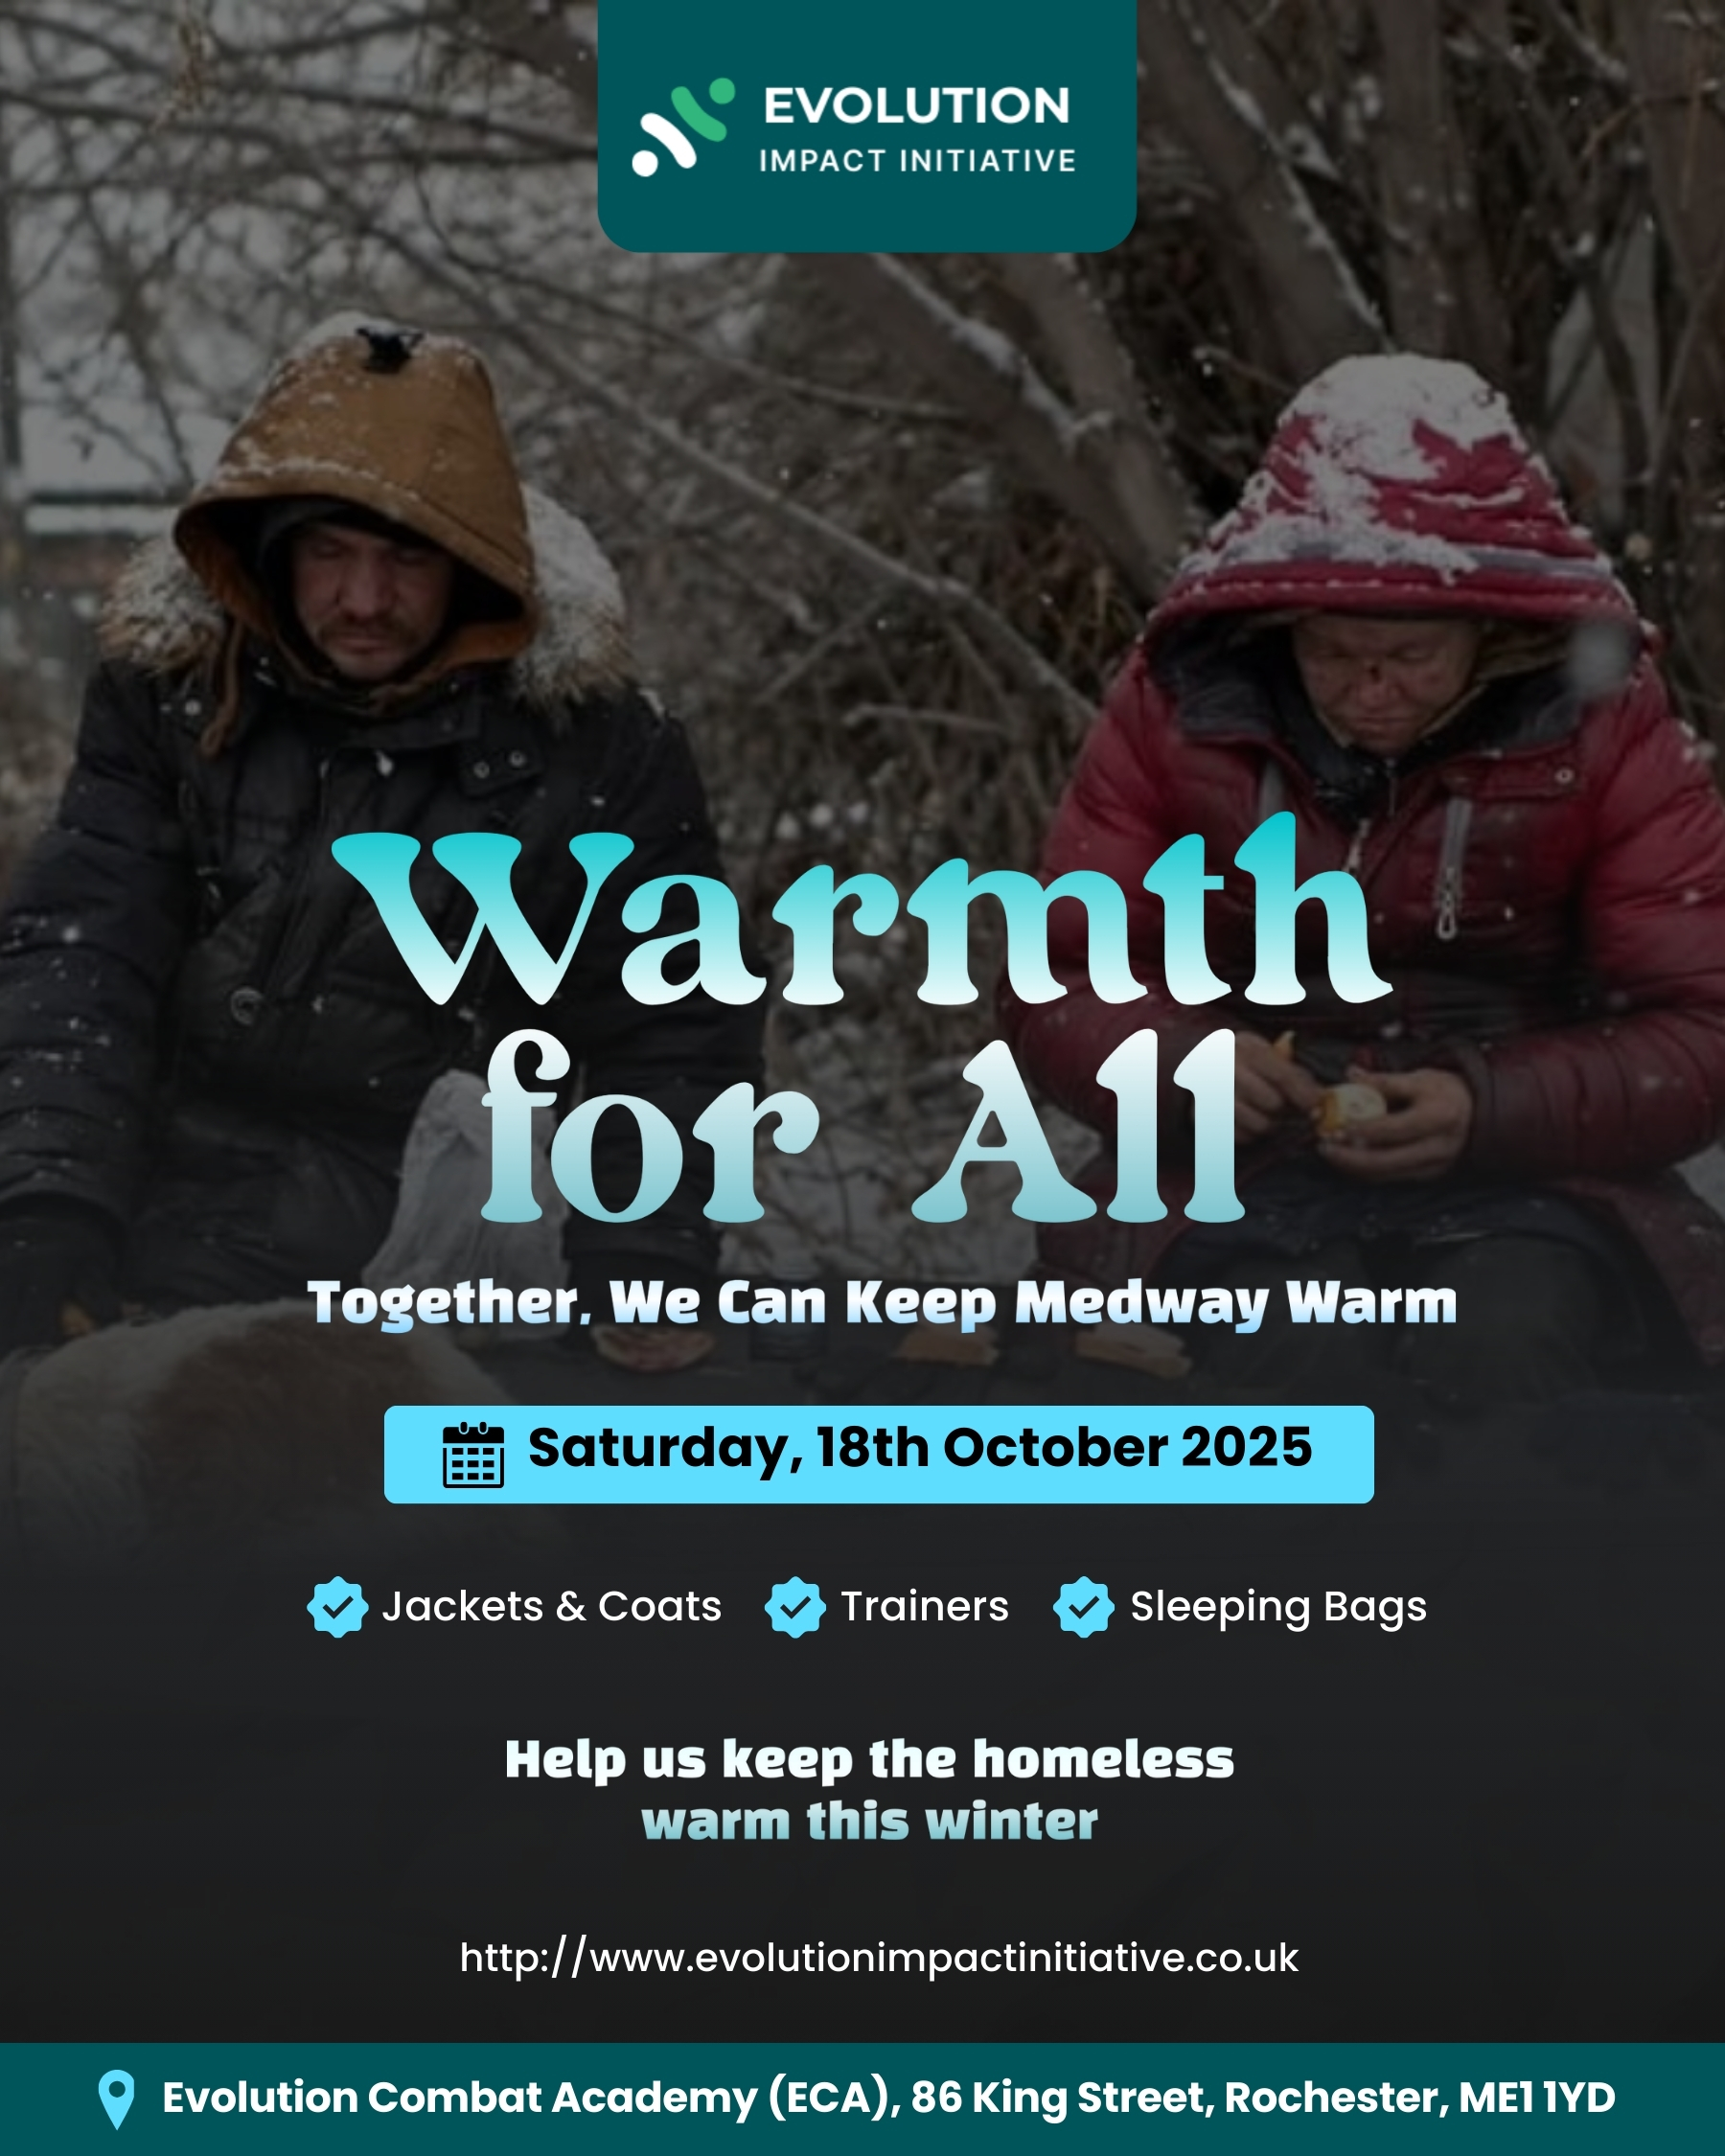 EVOLUTION
IMPACT INITIATIVE
Warmth
for All
Together, We Can Keep Medway Warm
Saturday, 18th October 2025
Jackets & Coats Trainers Sleeping Bags
Help us keep the homeless
warm this winter
http://www.evolutionimpactinitiative.co.uk
Evolution Combat Academy (ECA), 86 King Street, Rochester, ME1 1YD